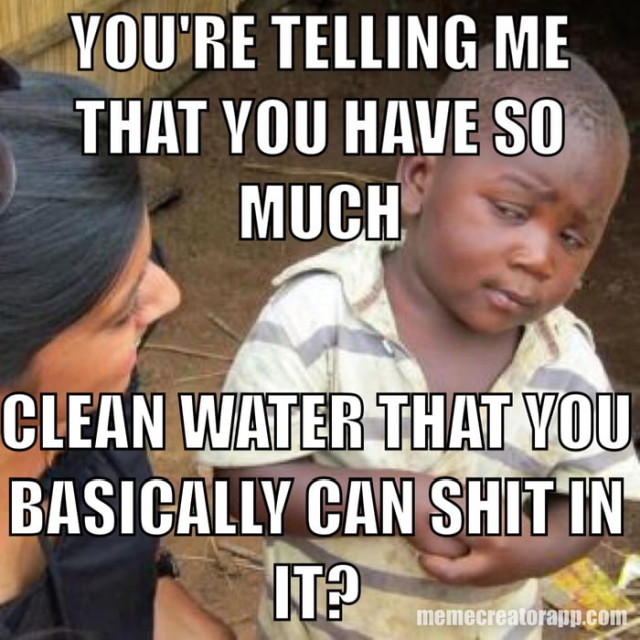 YOU'RE TELLING ME
THAT YOU HAVE SO
MUCH
CLEAN WATER THAT YOU
BASICALLY CAN SHIT IN
IT?
memecreatorapp.com